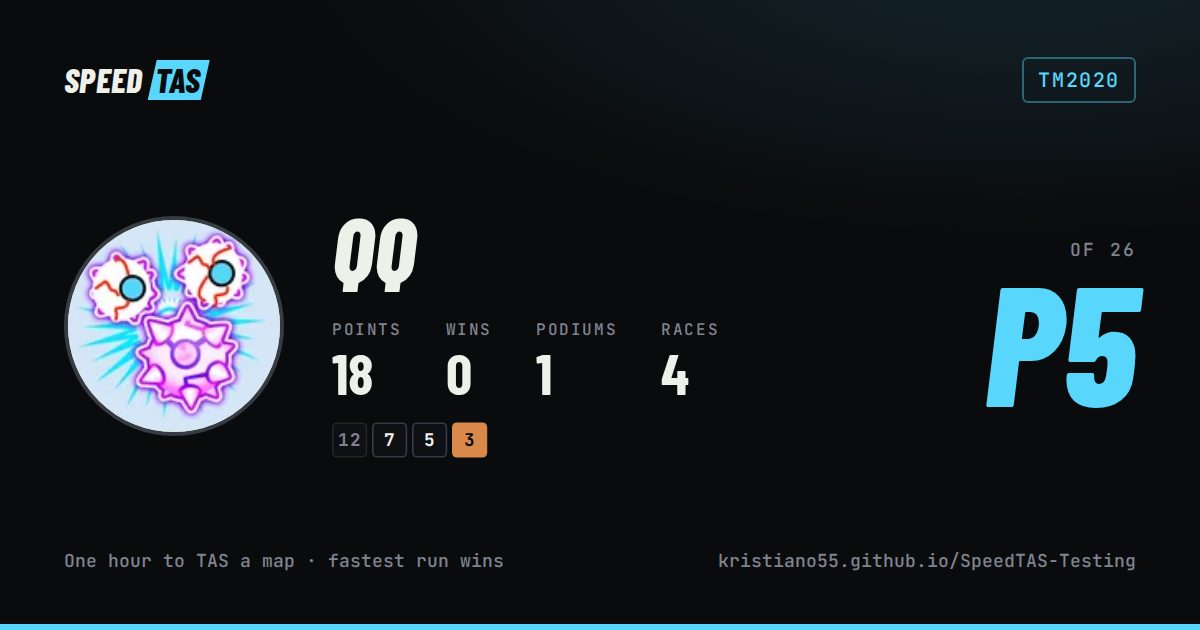 SPEED TAS
TM2020
QQ
OF 26
P5
POINTS WINS PODIUMS RACES
18 0 1 4
12 7 5 3
One hour to TAS a map · fastest run wins
kristiano55.github.io/SpeedTAS-Testing